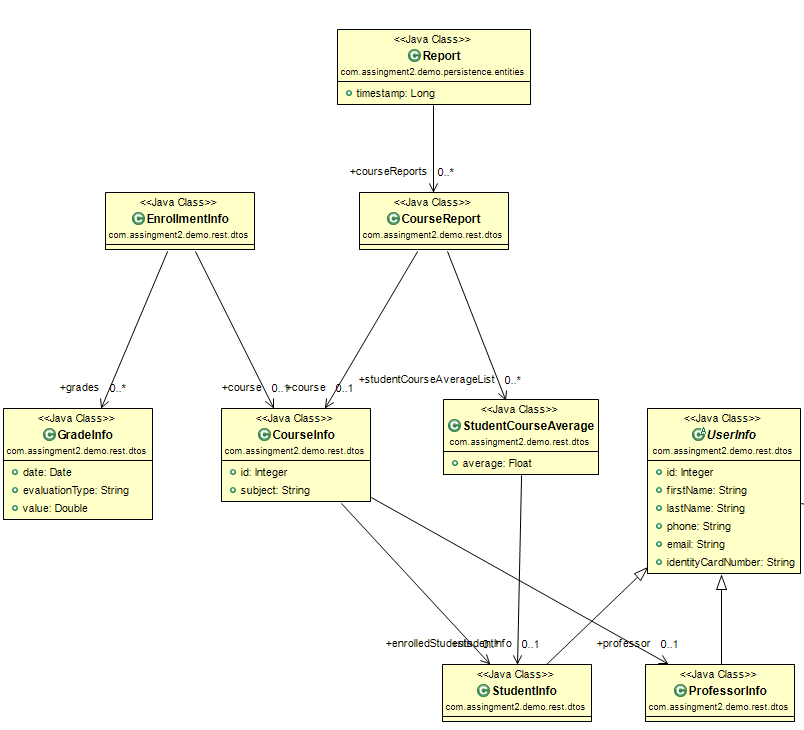 <<Java Class>>
Report
com.assingment2.demo.persistence.entities
timestamp: Long
+courseReports 0..*
<<Java Class>>
EnrollmentInfo
com.assingment2.demo.rest.dtos
<<Java Class>>
CourseReport
com.assingment2.demo.rest.dtos
+grades 0..*
+course 0..1
+course 0..1
+studentCourseAverageList 0..*
<<Java Class>>
GradeInfo
com.assingment2.demo.rest.dtos
date: Date
evaluationType: String
value: Double
<<Java Class>>
CourseInfo
com.assingment2.demo.rest.dtos
id: Integer
subject: String
<<Java Class>>
StudentCourseAverage
com.assingment2.demo.rest.dtos
average: Float
<<Java Class>>
UserInfo
com.assingment2.demo.rest.dtos
id: Integer
firstName: String
lastName: String
phone: String
email: String
identityCardNumber: String
+enrolledStudents 0..*
+studentInfo 0..1
+professor 0..1
<<Java Class>>
StudentInfo
com.assingment2.demo.rest.dtos
<<Java Class>>
ProfessorInfo
com.assingment2.demo.rest.dtos